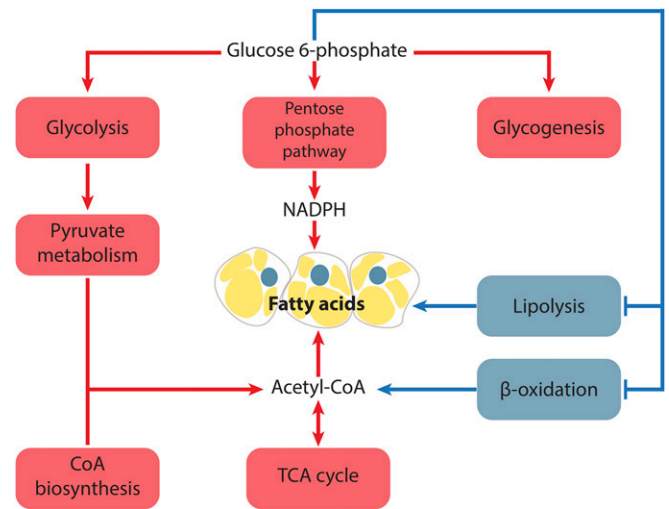 Glucose 6-phosphate
Glycolysis
Pentose
phosphate
pathway
Glycogenesis
NADPH
Pyruvate
metabolism
Fatty acids
Lipolysis
Acetyl-CoA
β-oxidation
CoA
biosynthesis
TCA cycle